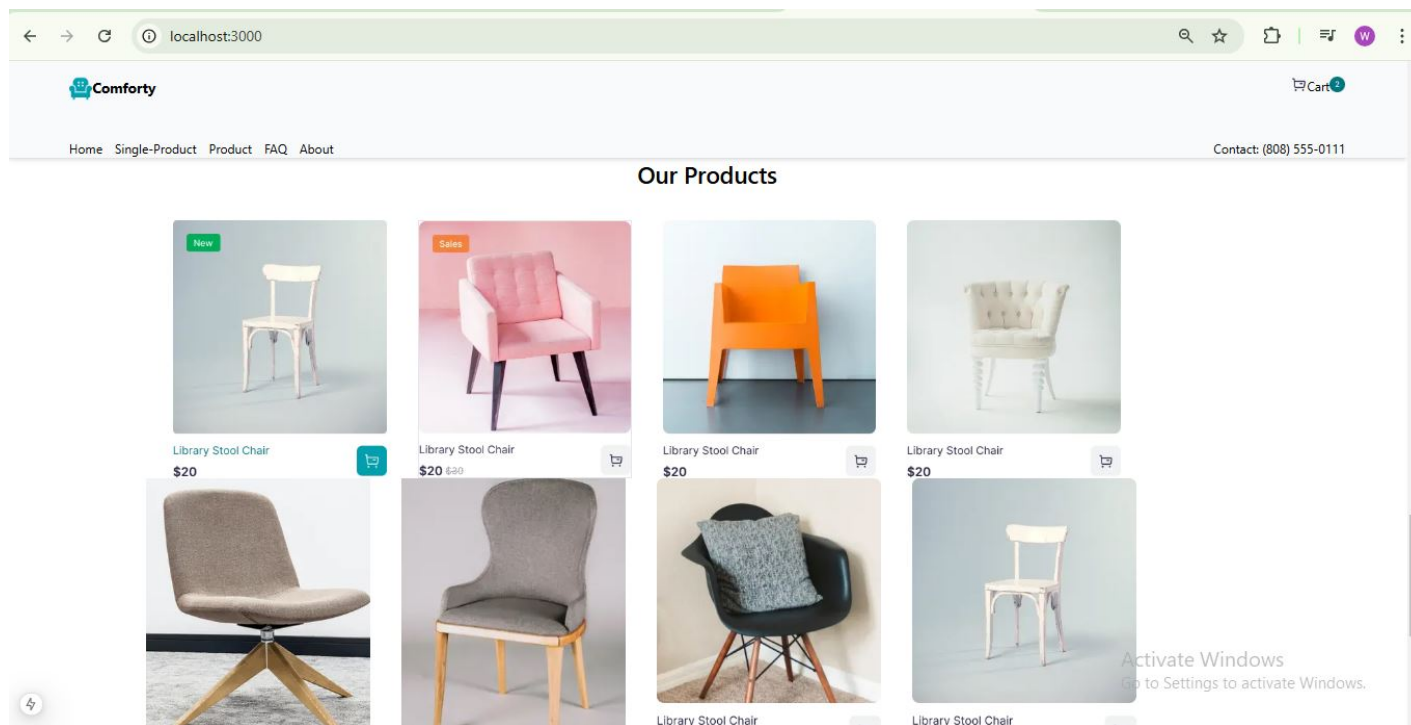 localhost:3000
W
Comforty
Cart 2
Home Single-Product Product FAQ About
Contact: (808) 555-0111
Our Products
New
Sales
Library Stool Chair
$20
Library Stool Chair
$20 $30
Library Stool Chair
$20
Library Stool Chair
$20
Activate Windows
Go to Settings to activate Windows.
Library Stool Chair
Library Stool Chair